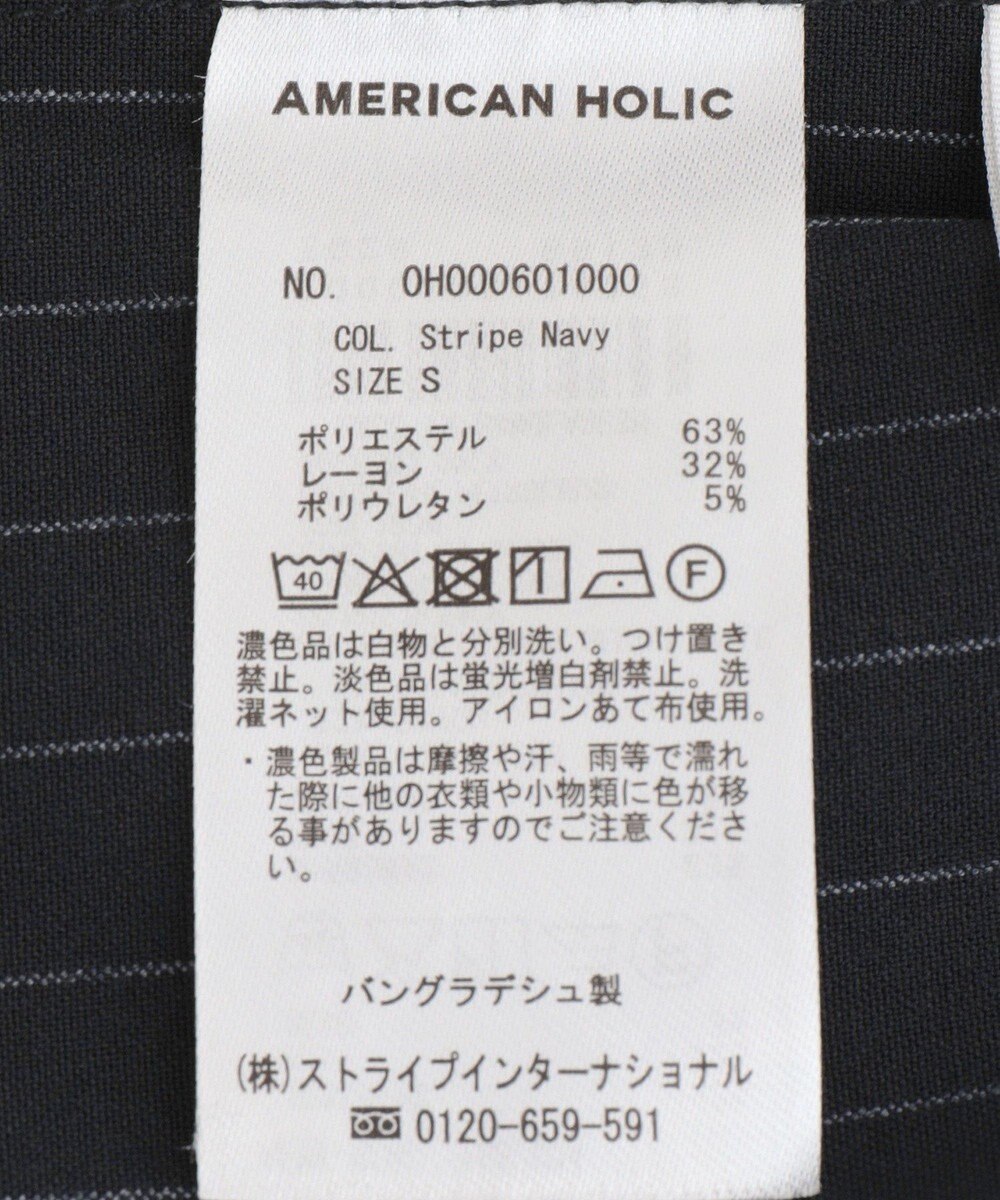 AMERICAN HOLIC
NO. 0H000601000
COL. Stripe Navy
SIZE S
ポリエステル 63%
レーヨン 32%
ポリウレタン 5%
40 F
濃色品は白物と分別洗い。つけ置き
禁止。淡色品は蛍光増白剤禁止。洗
濯ネット使用。アイロンあて布使用。
・濃色製品は摩擦や汗、雨等で濡れ
た際に他の衣類や小物類に色が移
る事がありますのでご注意くださ
い。
バングラデシュ製
(株)ストライプインターナショナル
0120-659-591